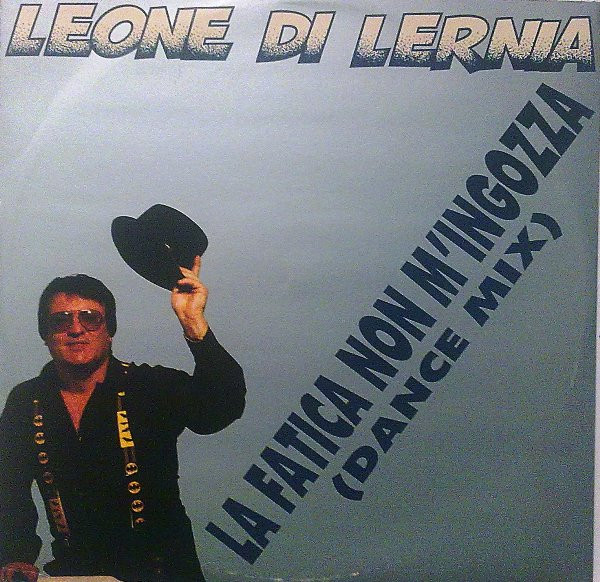 LEONE DI LERNIA
LA FATICA NON M'INGOZZA
(DANCE MIX)